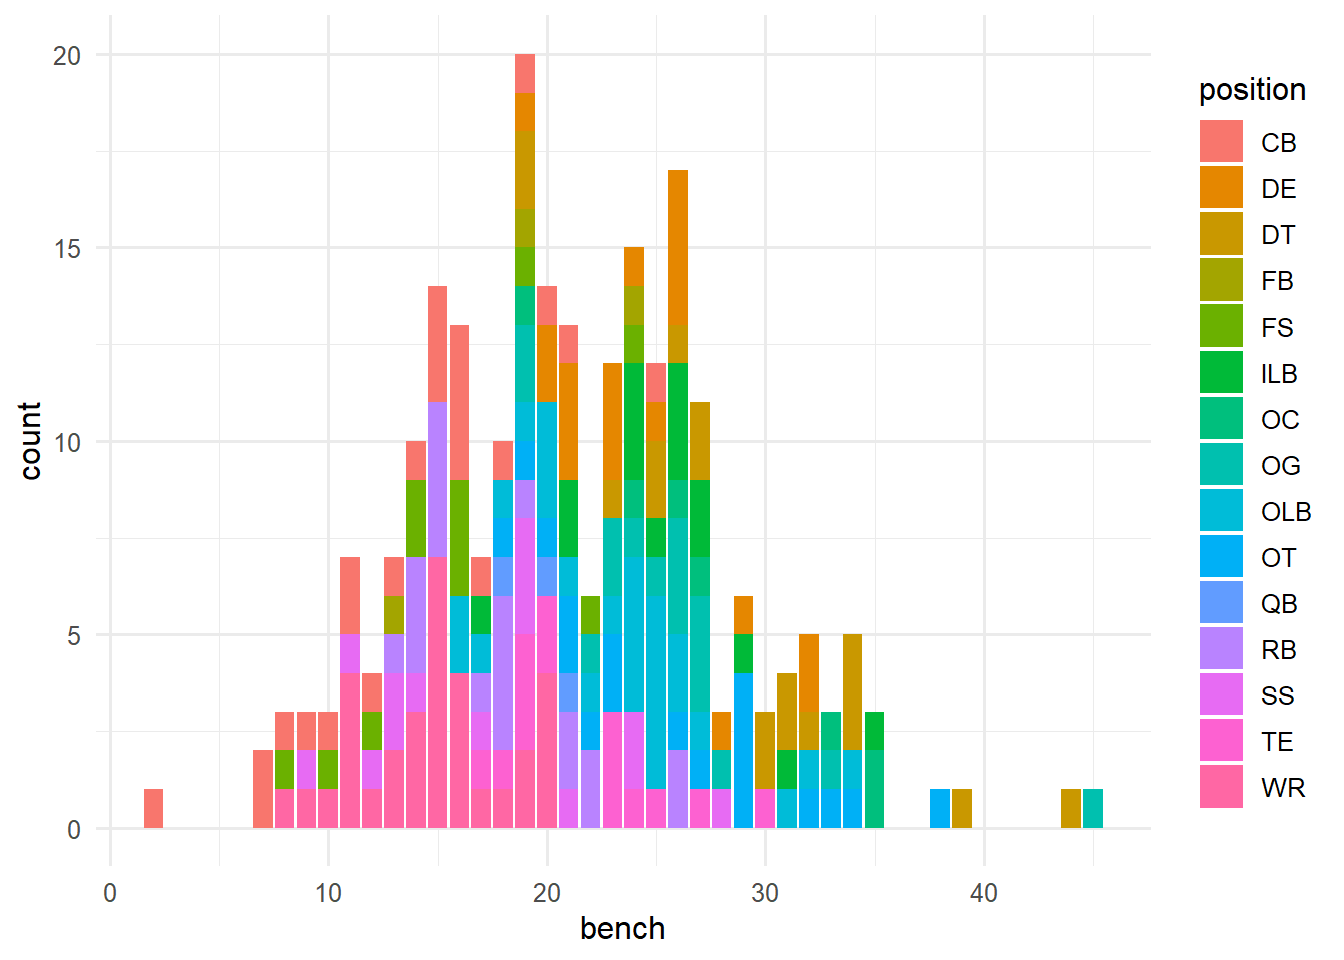 20
15
10
5
0
count
0 10 20 30 40
bench
position
CB
DE
DT
FB
FS
ILB
OC
OG
OLB
OT
QB
RB
SS
TE
WR